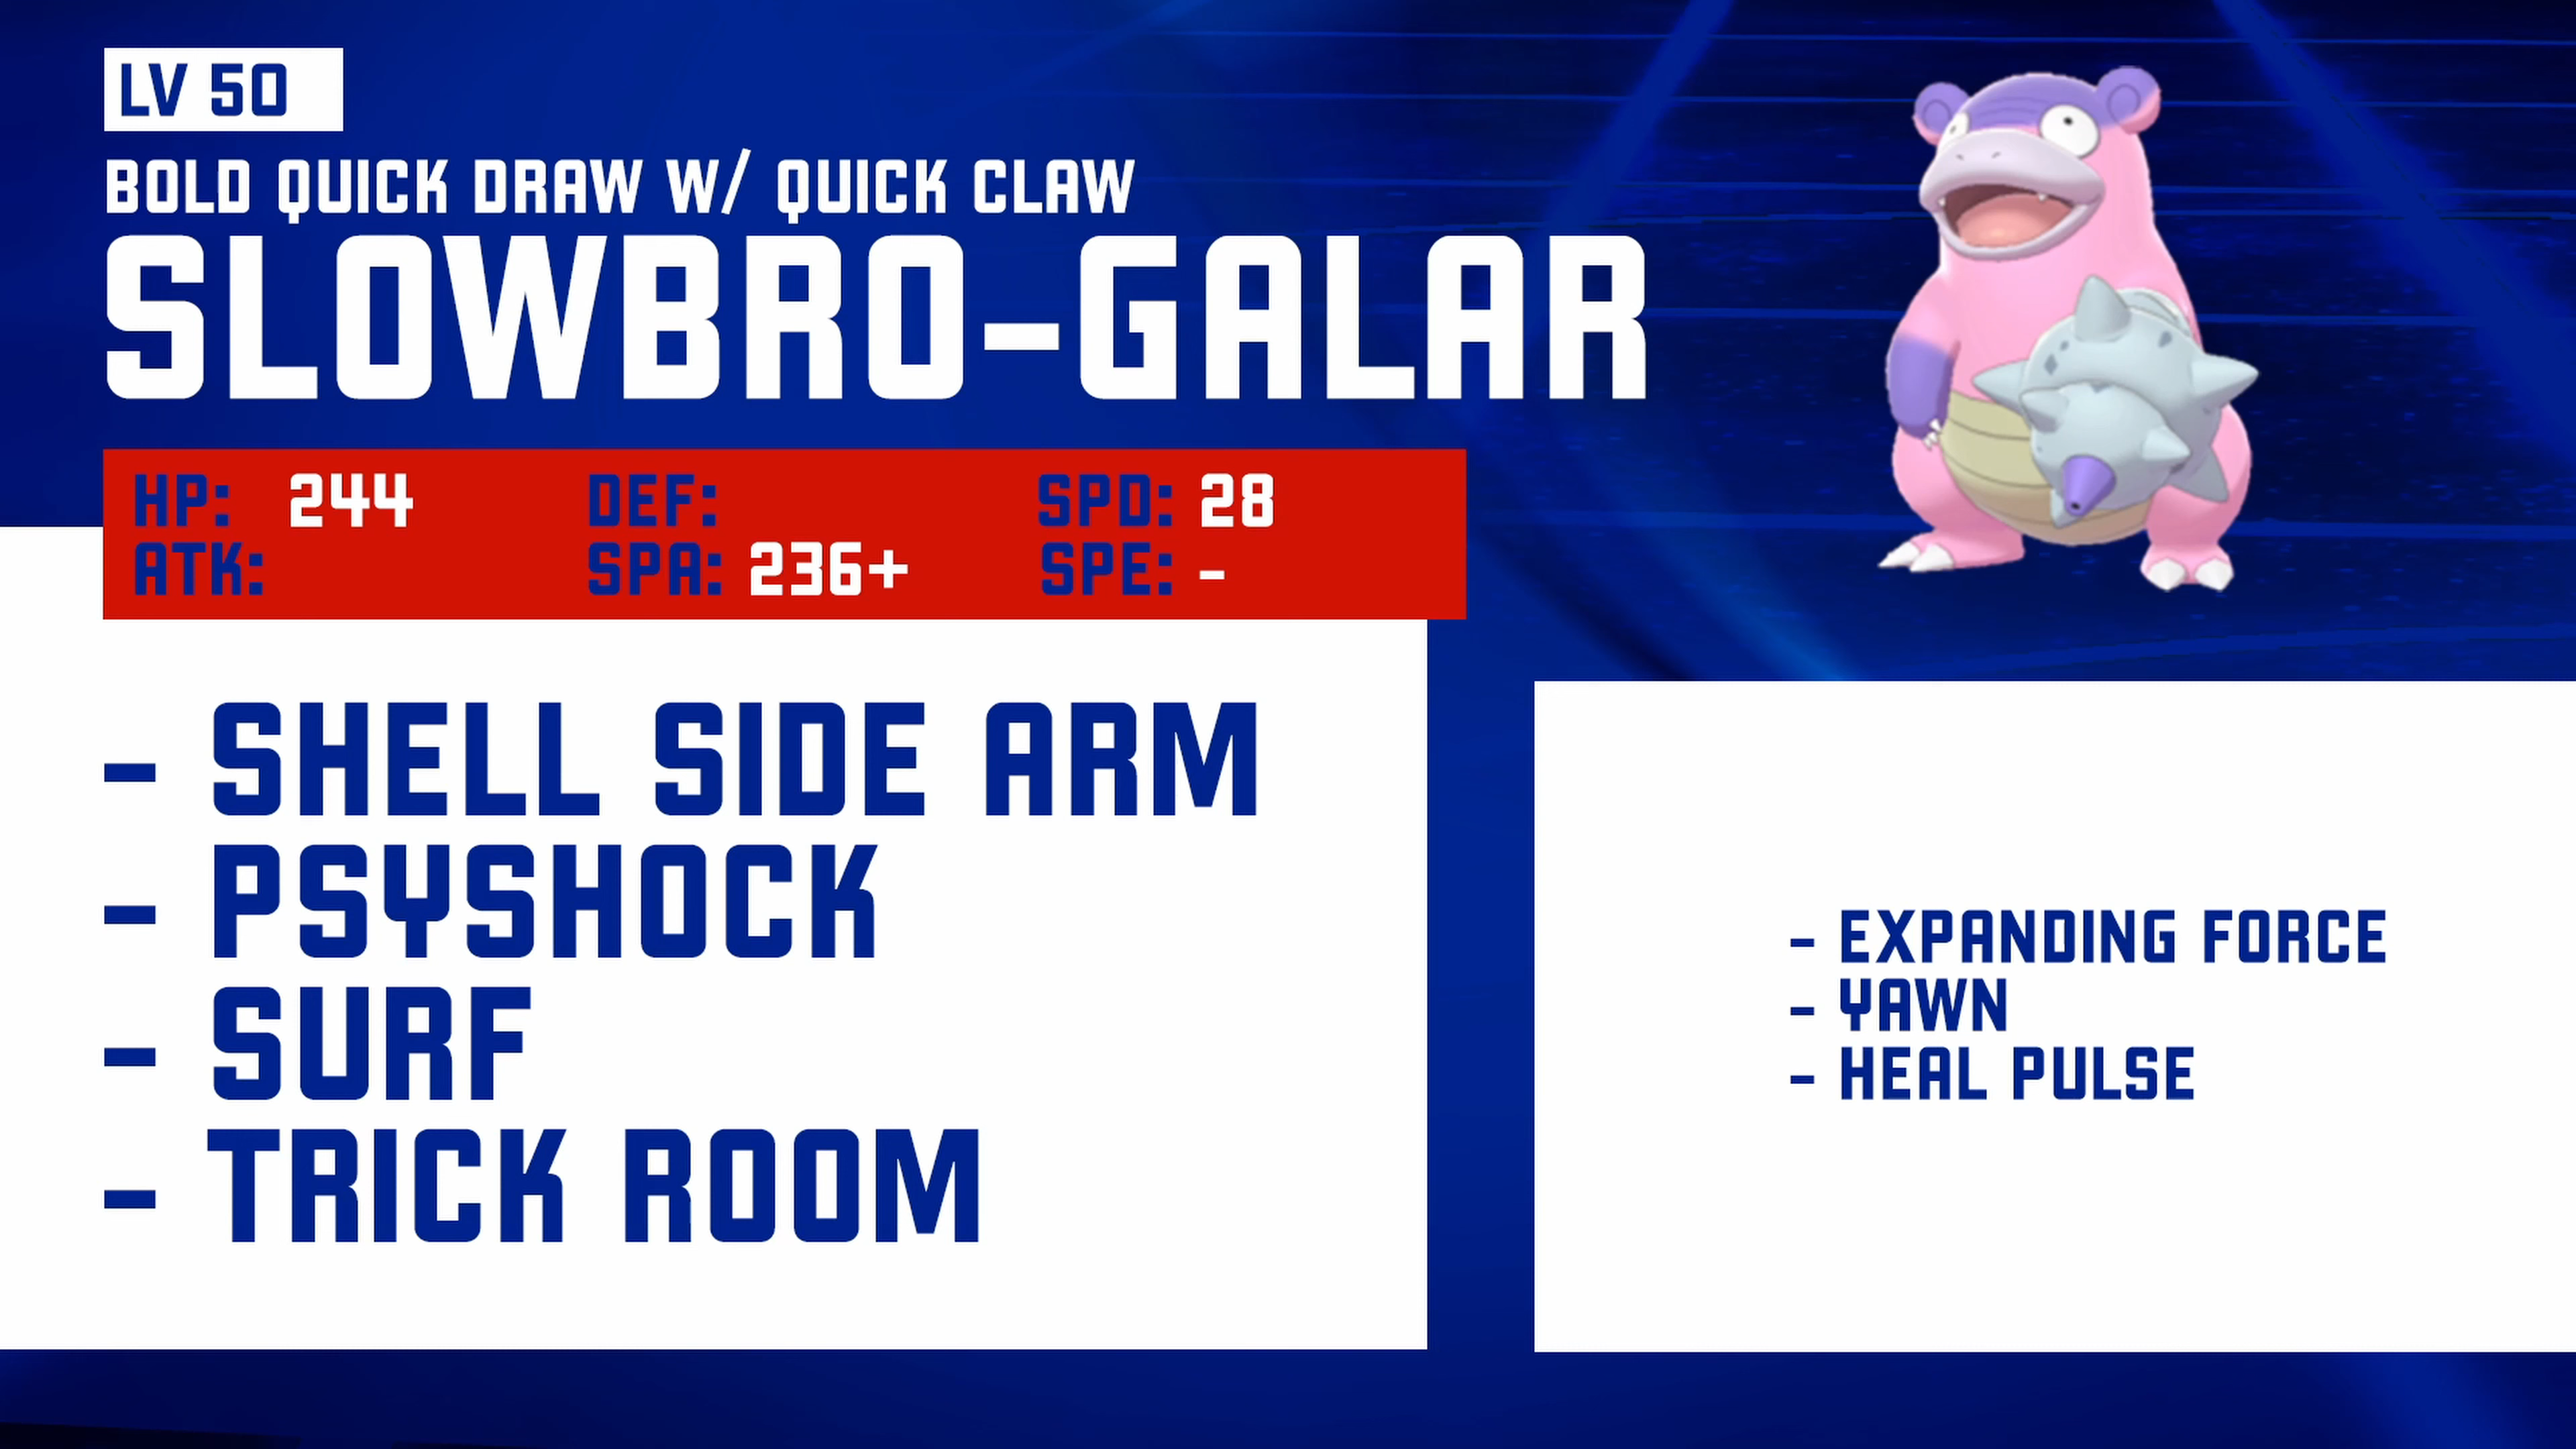 LV 50
BOLD QUICK DRAW W/ QUICK CLAW
SLOWBRO-GALAR
HP: 244 DEF: SPD: 28
ATK: SPA: 236+ SPE: -
- SHELL SIDE ARM
- PSYSHOCK
- SURF
- TRICK ROOM
- EXPANDING FORCE
- YAWN
- HEAL PULSE